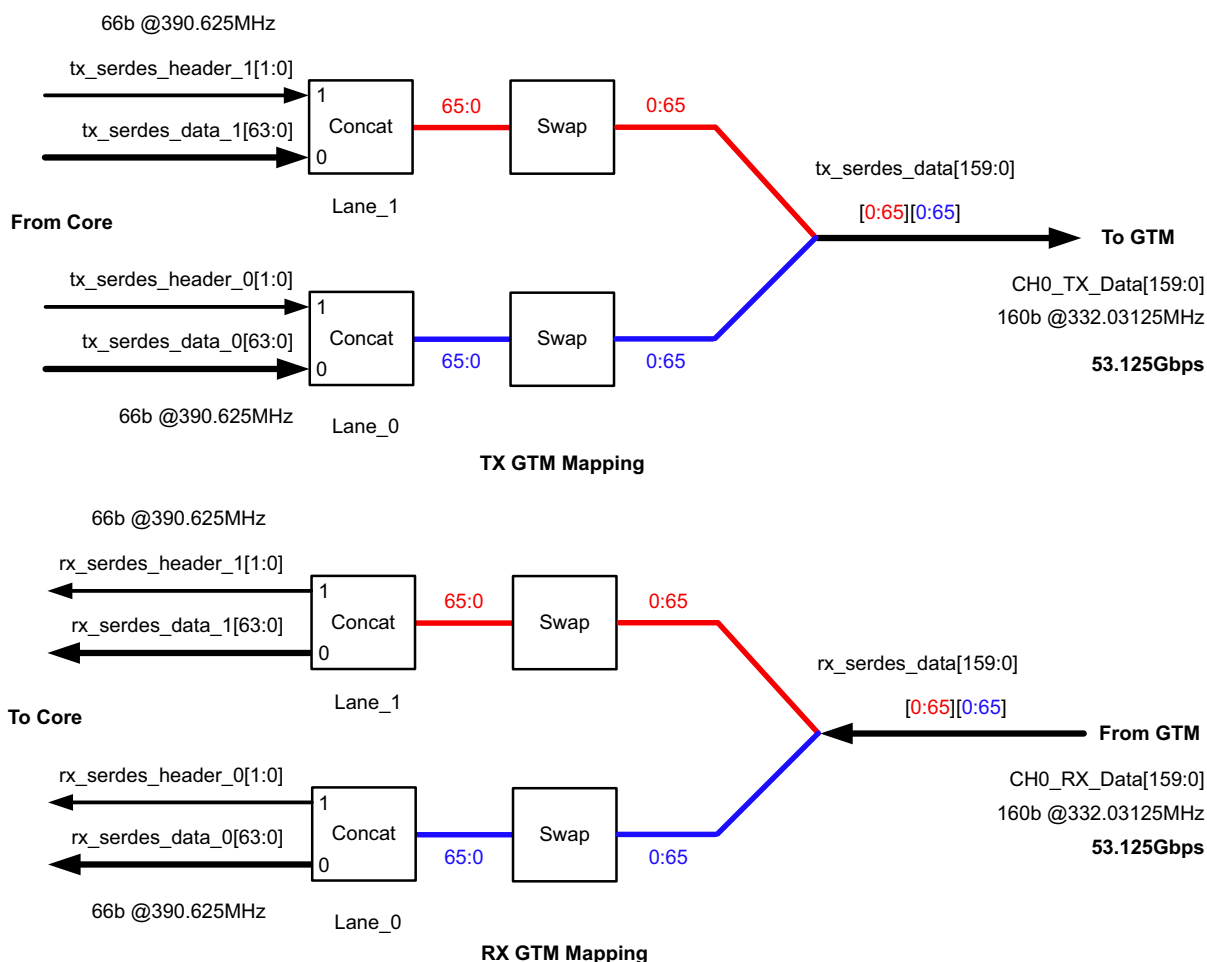 66b @390.625MHz
tx_serdes_header_1[1:0]
1
65:0
0:65
tx_serdes_data_1[63:0]
Concat
Swap
0
tx_serdes_data[159:0]
Lane_1
[0:65][0:65]
From Core
To GTM
tx_serdes_header_0[1:0]
CH0_TX_Data[159:0]
1
160b @332.03125MHz
tx_serdes_data_0[63:0]
Concat
Swap
65:0
0:65
53.125Gbps
0
66b @390.625MHz
Lane_0
TX GTM Mapping
66b @390.625MHz
rx_serdes_header_1[1:0]
1
65:0
0:65
rx_serdes_data_1[63:0]
Concat
Swap
0
rx_serdes_data[159:0]
Lane_1
[0:65][0:65]
To Core
From GTM
rx_serdes_header_0[1:0]
CH0_RX_Data[159:0]
1
160b @332.03125MHz
rx_serdes_data_0[63:0]
Concat
Swap
65:0
0:65
53.125Gbps
0
66b @390.625MHz
Lane_0
RX GTM Mapping